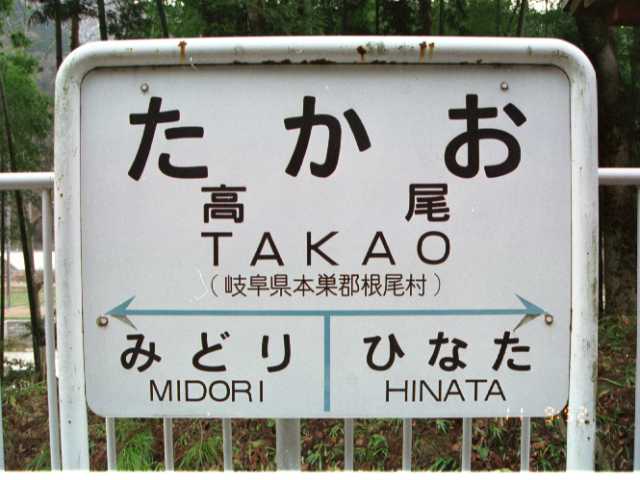 たかお
高尾
TAKAO
(岐阜県本巣郡根尾村)
みどり ひなた
MIDORI HINATA